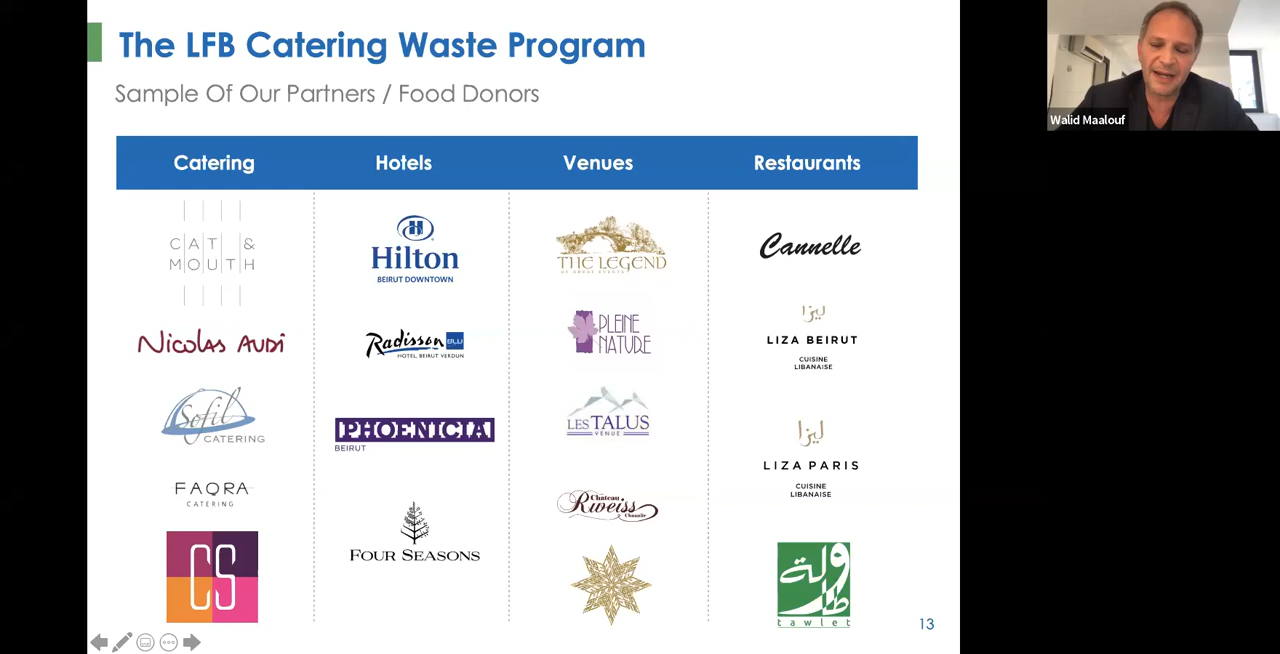 The LFB Catering Waste Program
Sample Of Our Partners / Food Donors
Walid Maalouf
Catering
Hotels
Venues
Restaurants
CAT &
MOUTH
Nicolas Audi
Sofil
CATERING
FAQRA
CATERING
CS
Hilton
BEIRUT DOWNTOWN
Radisson BLU
HOTEL, BEIRUT VERDUN
PHOENICIA
BEIRUT
FOUR SEASONS
THE LEGEND
OF GREAT EVENTS
PLEINE
NATURE
LES TALUS
VENUE
Château
Rweiss
Cannelle
ليزا
LIZA BEIRUT
CUISINE
LIBANAISE
ليزا
LIZA PARIS
CUISINE
LIBANAISE
طاولة
tawlet
13